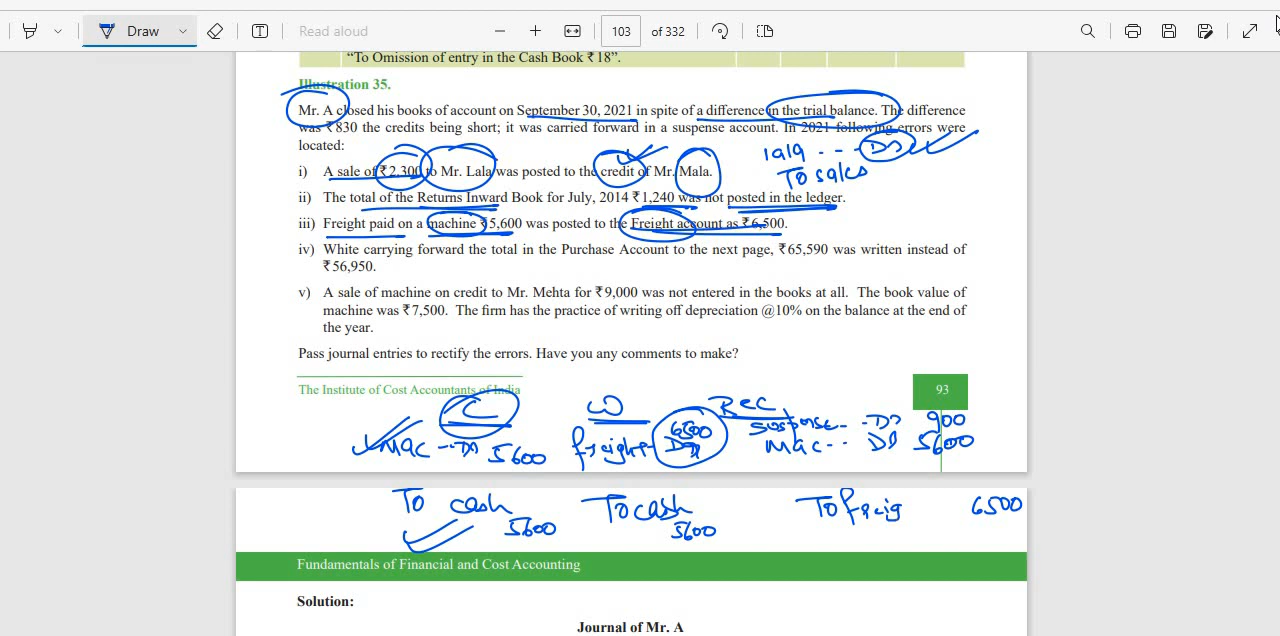 Draw
Read aloud
103 of 332
"To Omission of entry in the Cash Book ₹ 18".
Illustration 35.
Mr. A closed his books of account on September 30, 2021 in spite of a difference in the trial balance. The difference
was ₹ 830 the credits being short; it was carried forward in a suspense account. In 2021 following errors were
located:
lala - - - Dr
To sales
i) A sale of ₹ 2,300 to Mr. Lala was posted to the credit of Mr. Mala.
ii) The total of the Returns Inward Book for July, 2014 ₹ 1,240 was not posted in the ledger.
iii) Freight paid on a machine ₹ 5,600 was posted to the Freight account as ₹ 6,500.
iv) White carrying forward the total in the Purchase Account to the next page, ₹ 65,590 was written instead of
₹ 56,950.
v) A sale of machine on credit to Mr. Mehta for ₹ 9,000 was not entered in the books at all. The book value of
machine was ₹ 7,500. The firm has the practice of writing off depreciation @10% on the balance at the end of
the year.
Pass journal entries to rectify the errors. Have you any comments to make?
The Institute of Cost Accountants of India
93
C W Rec
Suspense - - Dr 900
Mac -- Dr 5600 freight 6500 Dr Mac -- Dr 5600
To cash 5600 To cash 5600 To freig 6500
Fundamentals of Financial and Cost Accounting
Solution:
Journal of Mr. A